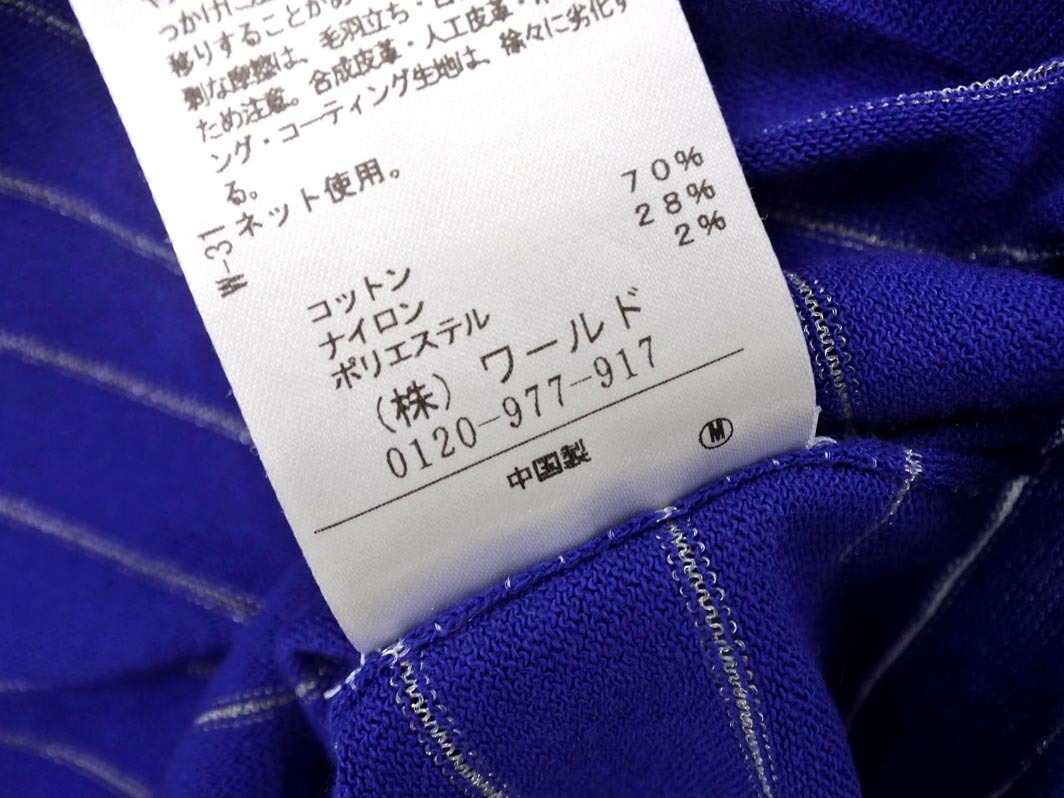 つかけに
移りすることがあ
剥な摩擦は、毛羽立ち・
ため注意。合成皮革・人工皮革・
ング・コーティング生地は、徐々に劣化す
る。
W-31
ネット使用。
コットン 70%
ナイロン 28%
ポリエステル 2%
(株) ワールド
0120-977-917
中国製 Ⓜ